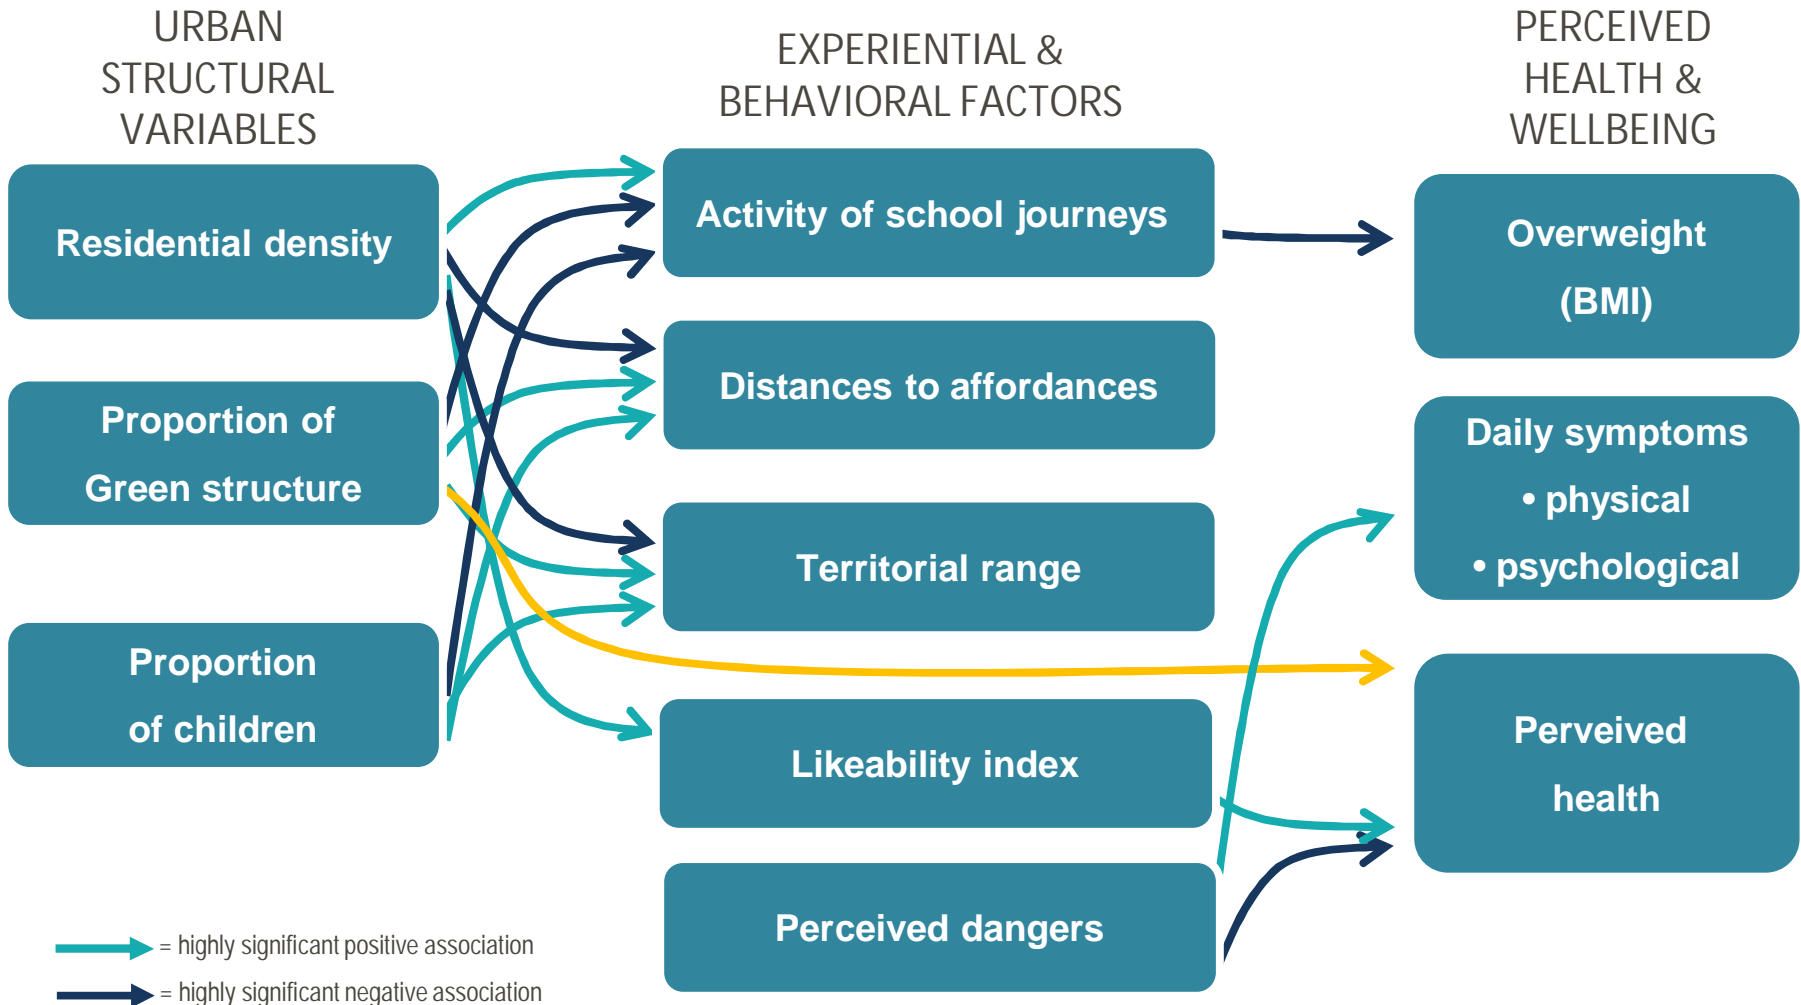 URBAN
STRUCTURAL
VARIABLES
EXPERIENTIAL &
BEHAVIORAL FACTORS
PERCEIVED
HEALTH &
WELLBEING
Residential density
Proportion of
Green structure
Proportion
of children
Activity of school journeys
Distances to affordances
Territorial range
Likeability index
Perceived dangers
Overweight
(BMI)
Daily symptoms
• physical
• psychological
Perveived
health
= highly significant positive association
= highly significant negative association